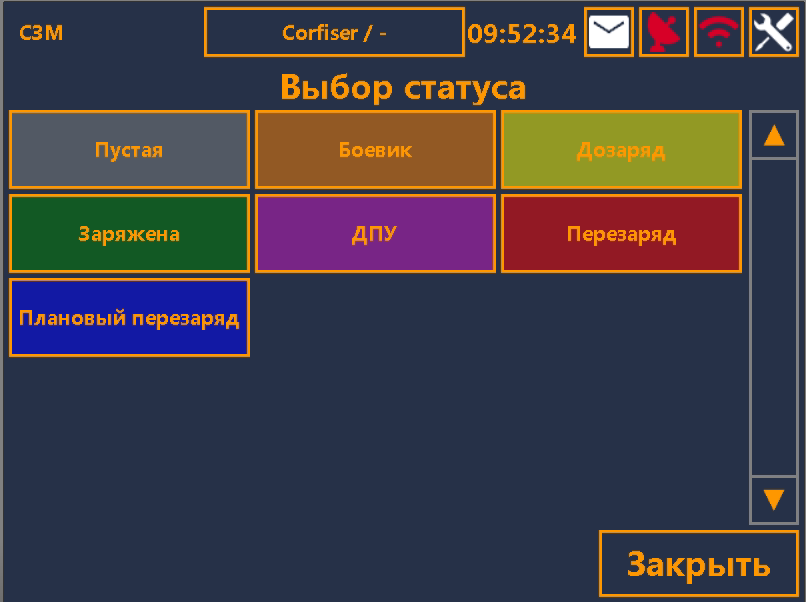 СЗМ
Corfiser / -
09:52:34
Выбор статуса
Пустая
Боевик
Дозаряд
Заряжена
ДПУ
Перезаряд
Плановый перезаряд
Закрыть